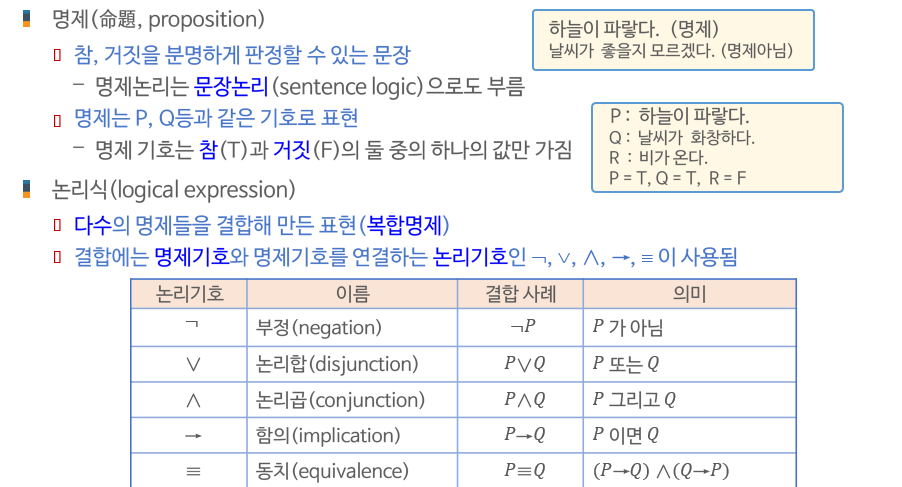 명제(命題, proposition)
하늘이 파랗다. (명제)
날씨가 좋을지 모르겠다. (명제아님)
참, 거짓을 분명하게 판정할 수 있는 문장
− 명제논리는 문장논리(sentence logic)으로도 부름
명제는 P, Q등과 같은 기호로 표현
− 명제 기호는 참(T)과 거짓(F)의 둘 중의 하나의 값만 가짐
P : 하늘이 파랗다.
Q : 날씨가 화창하다.
R : 비가 온다.
P = T, Q = T, R = F
논리식(logical expression)
다수의 명제들을 결합해 만든 표현(복합명제)
결합에는 명제기호와 명제기호를 연결하는 논리기호인 ¬, ∨, ∧, →, ≡ 이 사용됨
논리기호 이름 결합 사례 의미
¬ 부정(negation) ¬P P 가 아님
∨ 논리합(disjunction) P∨Q P 또는 Q
∧ 논리곱(conjunction) P∧Q P 그리고 Q
→ 함의(implication) P→Q P 이면 Q
≡ 동치(equivalence) P≡Q (P→Q) ∧(Q→P)